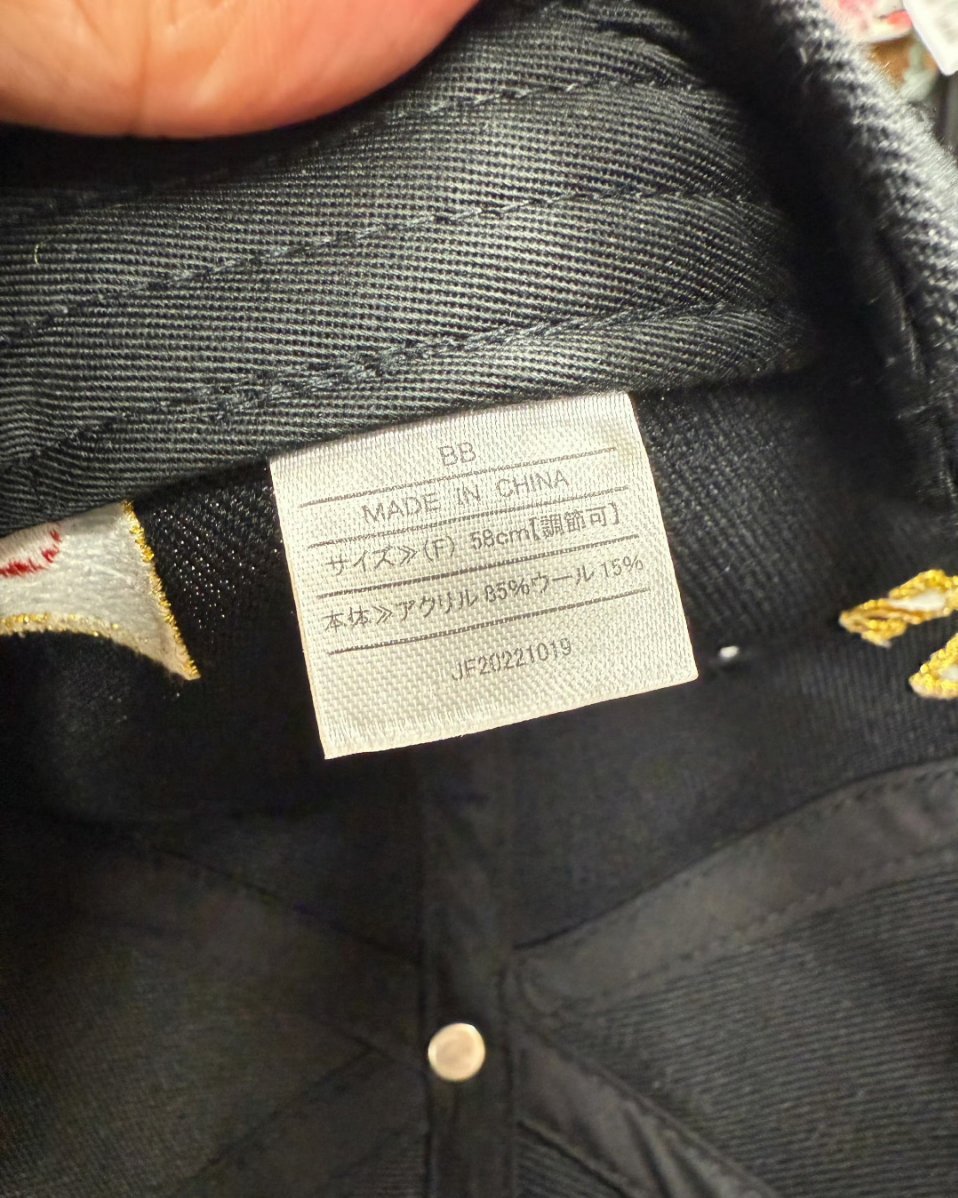 BB
MADE IN CHINA
サイズ≫(F) 58cm【調節可】
本体≫アクリル 85%ウール 15%
JF20221019